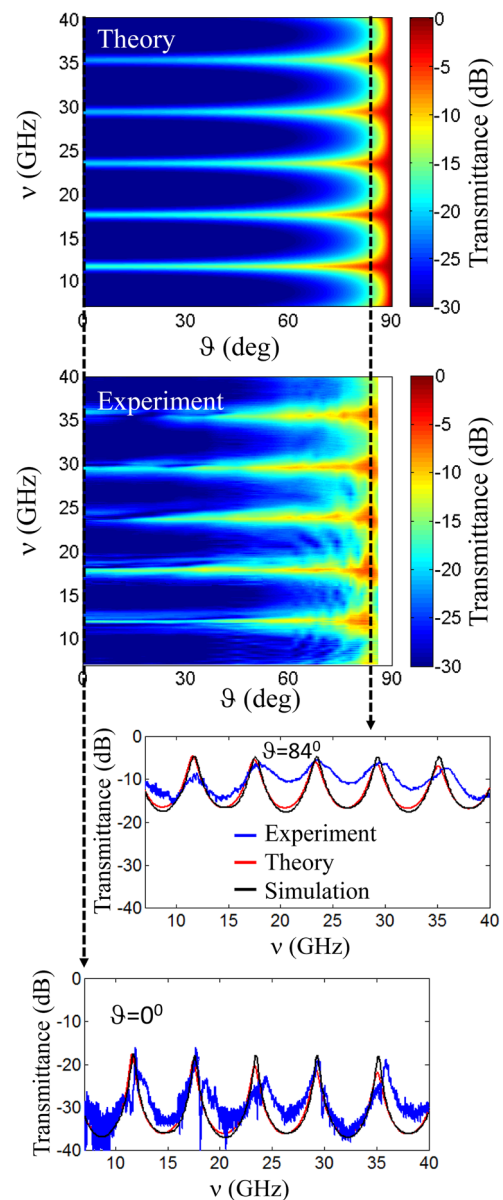 Theory
40
35
30
25
20
15
10
ν (GHz)
0 30 60 90
ϑ (deg)
0
-5
-10
-15
-20
-25
-30
Transmittance (dB)
Experiment
40
35
30
25
20
15
10
ν (GHz)
0 30 60 90
ϑ (deg)
0
-5
-10
-15
-20
-25
-30
Transmittance (dB)
ϑ=84⁰
0
-10
-20
-30
-40
Transmittance (dB)
Experiment
Theory
Simulation
10 15 20 25 30 35 40
ν (GHz)
ϑ=0⁰
0
-10
-20
-30
-40
Transmittance (dB)
10 15 20 25 30 35 40
ν (GHz)